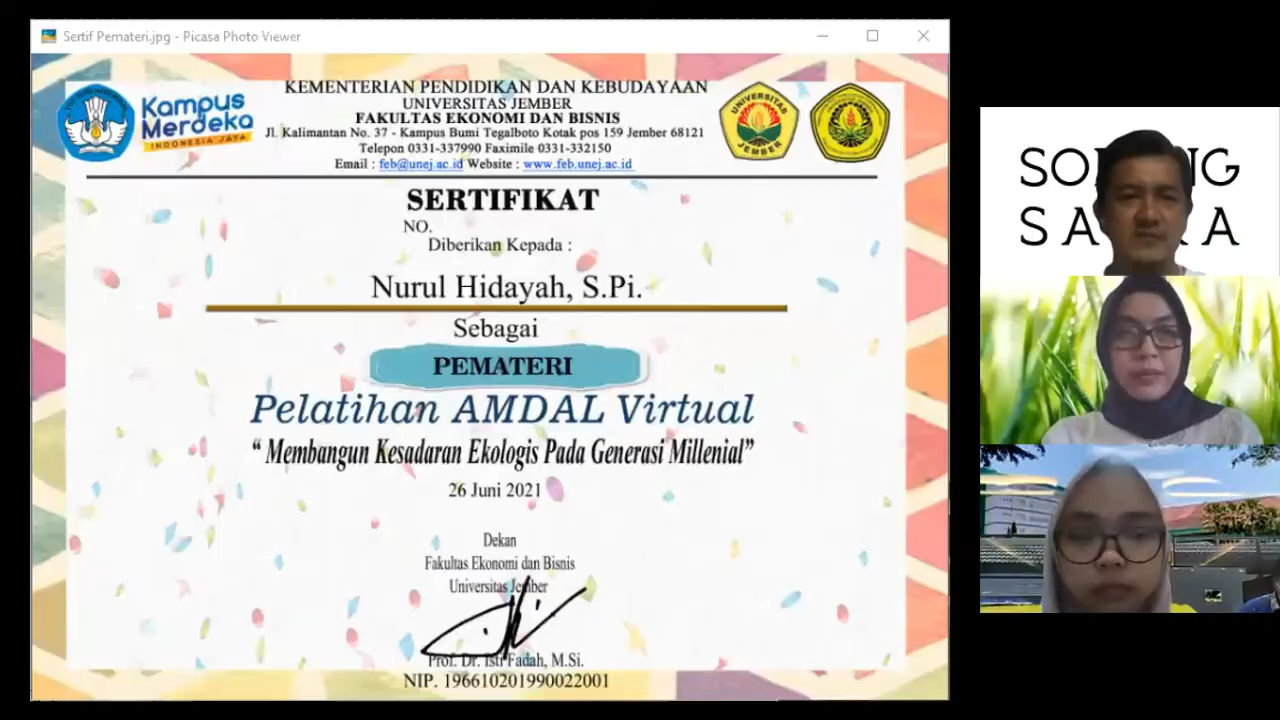 Sertif Pemateri.jpg - Picasa Photo Viewer
KEMENTERIAN PENDIDIKAN DAN KEBUDAYAAN
UNIVERSITAS JEMBER
FAKULTAS EKONOMI DAN BISNIS
Jl. Kalimantan No. 37 - Kampus Bumi Tegalboto Kotak pos 159 Jember 68121
Telepon 0331-337990 Faximile 0331-332150
Email : feb@unej.ac.id Website : www.feb.unej.ac.id
Kampus
Merdeka
INDONESIA JAYA
UNIVERSITAS
JEMBER
SERTIFIKAT
NO.
Diberikan Kepada :
Nurul Hidayah, S.Pi.
Sebagai
PEMATERI
Pelatihan AMDAL Virtual
“ Membangun Kesadaran Ekologis Pada Generasi Millenial”
26 Juni 2021
Dekan
Fakultas Ekonomi dan Bisnis
Universitas Jember
Prof. Dr. Isti Fadah, M.Si.
NIP. 196610201990022001